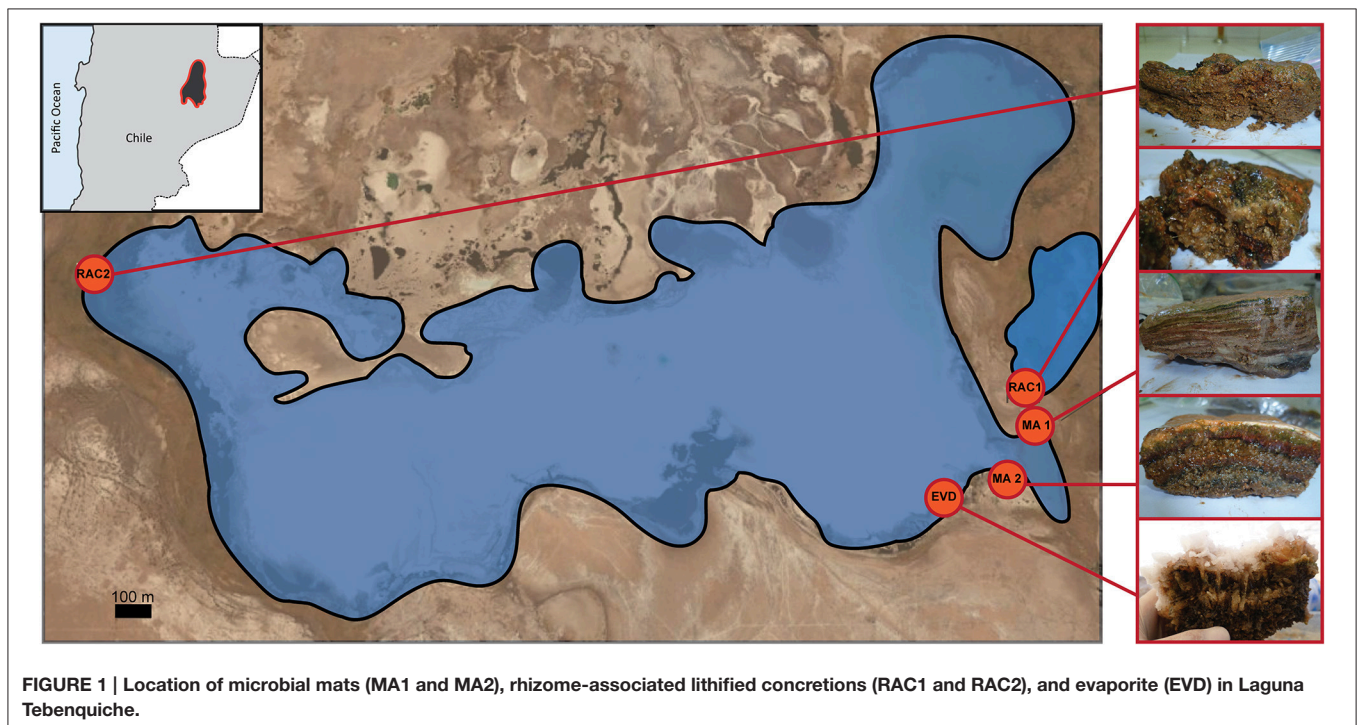 Pacific Ocean
Chile
RAC2
RAC1
MA 1
MA 2
EVD
100 m
FIGURE 1 | Location of microbial mats (MA1 and MA2), rhizome-associated lithified concretions (RAC1 and RAC2), and evaporite (EVD) in Laguna
Tebenquiche.